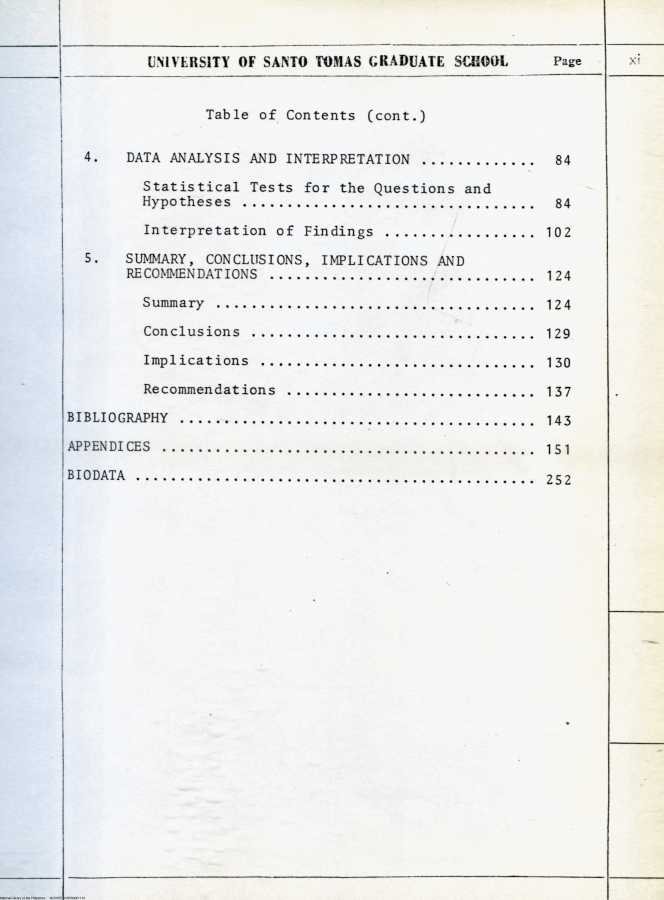 UNIVERSITY OF SANTO TOMAS GRADUATE SCHOOL Page xi
Table of Contents (cont.)
4. DATA ANALYSIS AND INTERPRETATION ............. 84
Statistical Tests for the Questions and
Hypotheses ................................. 84
Interpretation of Findings ................. 102
5. SUMMARY, CONCLUSIONS, IMPLICATIONS AND
RECOMMENDATIONS .............................. 124
Summary .................................... 124
Conclusions ................................ 129
Implications ............................... 130
Recommendations ............................ 137
BIBLIOGRAPHY ........................................ 143
APPENDICES .......................................... 151
BIODATA ............................................. 252